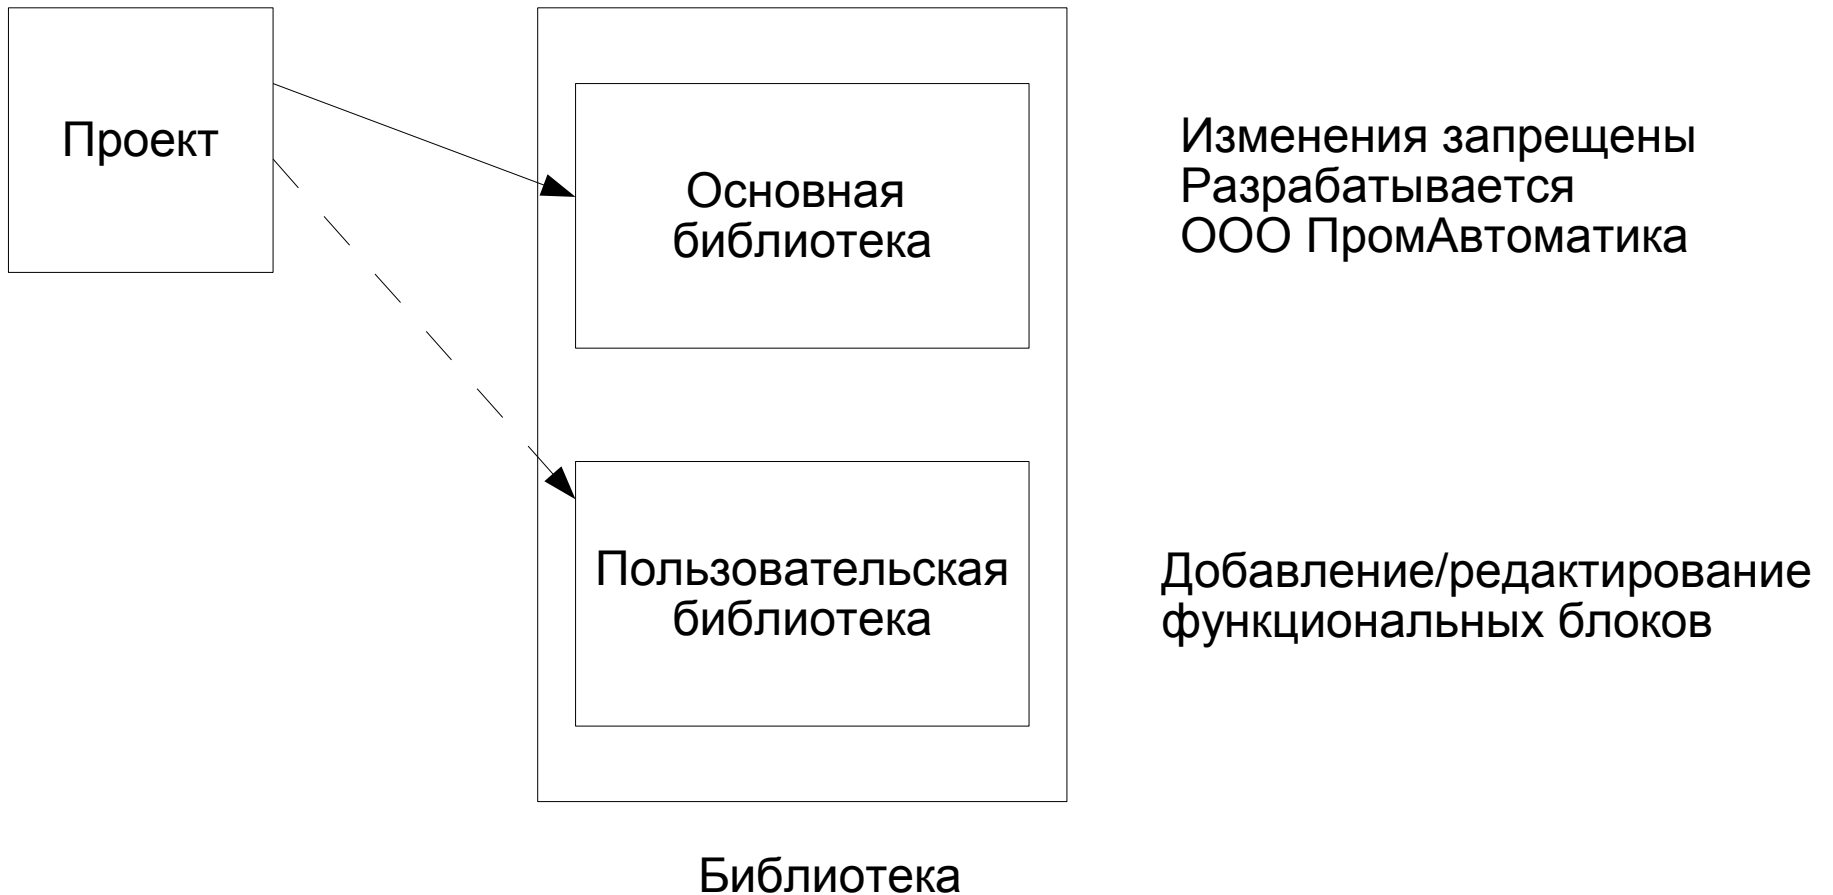 Проект
Основная
библиотека
Изменения запрещены
Разрабатывается
ООО ПромАвтоматика
Пользовательская
библиотека
Добавление/редактирование
функциональных блоков
Библиотека